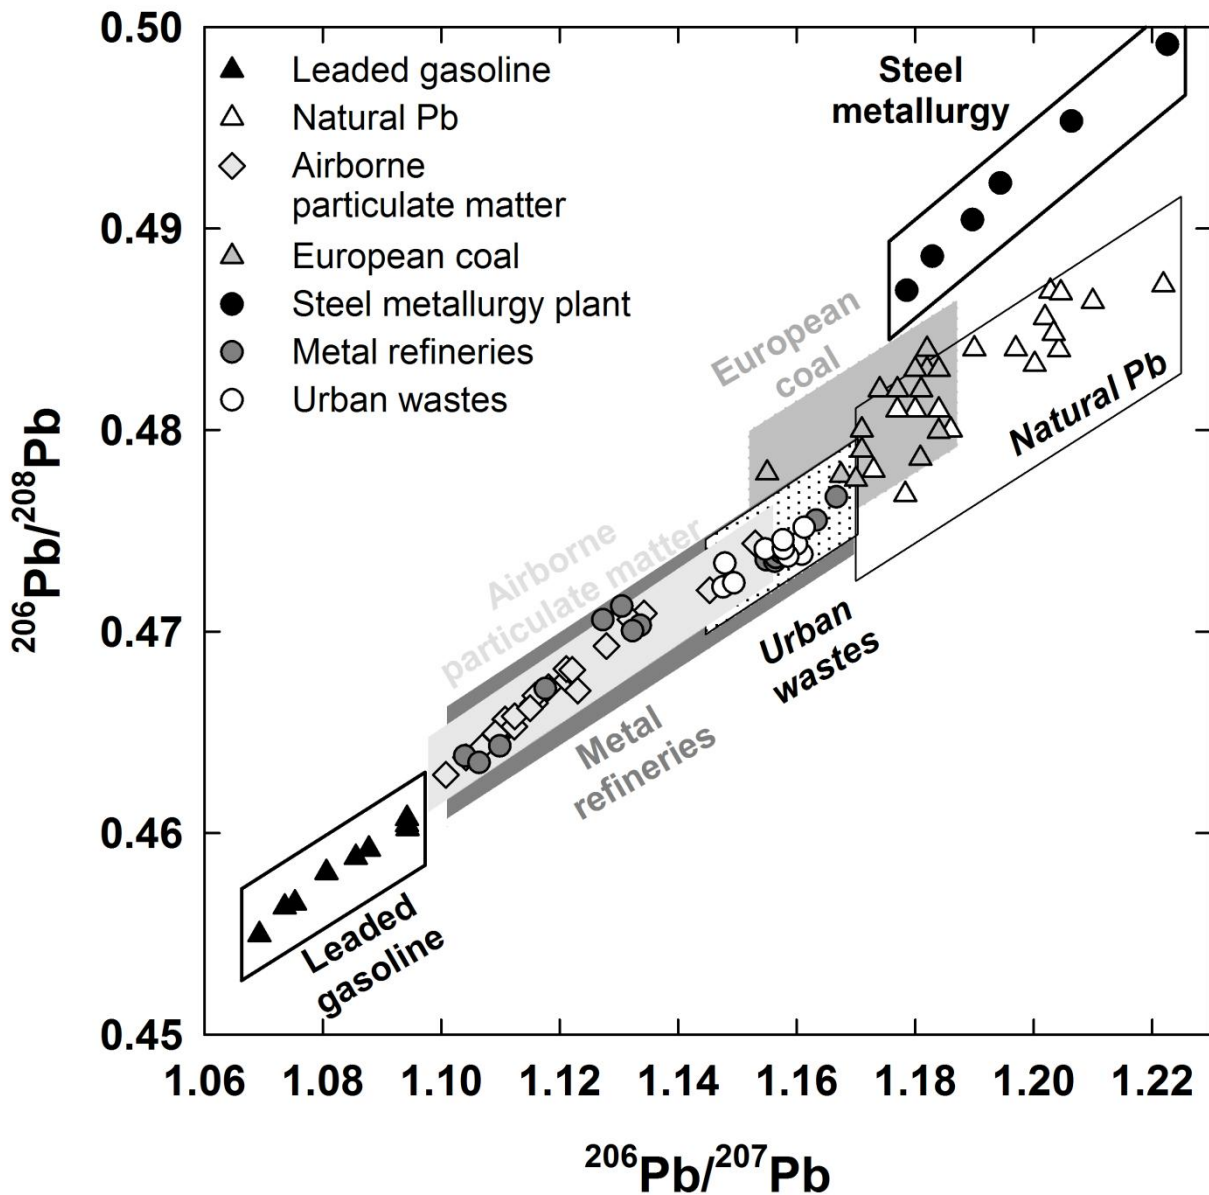 0.50
0.49
0.48
0.47
0.46
0.45
²⁰⁶Pb/²⁰⁸Pb
Leaded gasoline
Natural Pb
Airborne
particulate matter
European coal
Steel metallurgy plant
Metal refineries
Urban wastes
Steel
metallurgy
European
coal
Natural Pb
Airborne
particulate matter
Urban
wastes
Metal
refineries
Leaded
gasoline
1.06 1.08 1.10 1.12 1.14 1.16 1.18 1.20 1.22
²⁰⁶Pb/²⁰⁷Pb